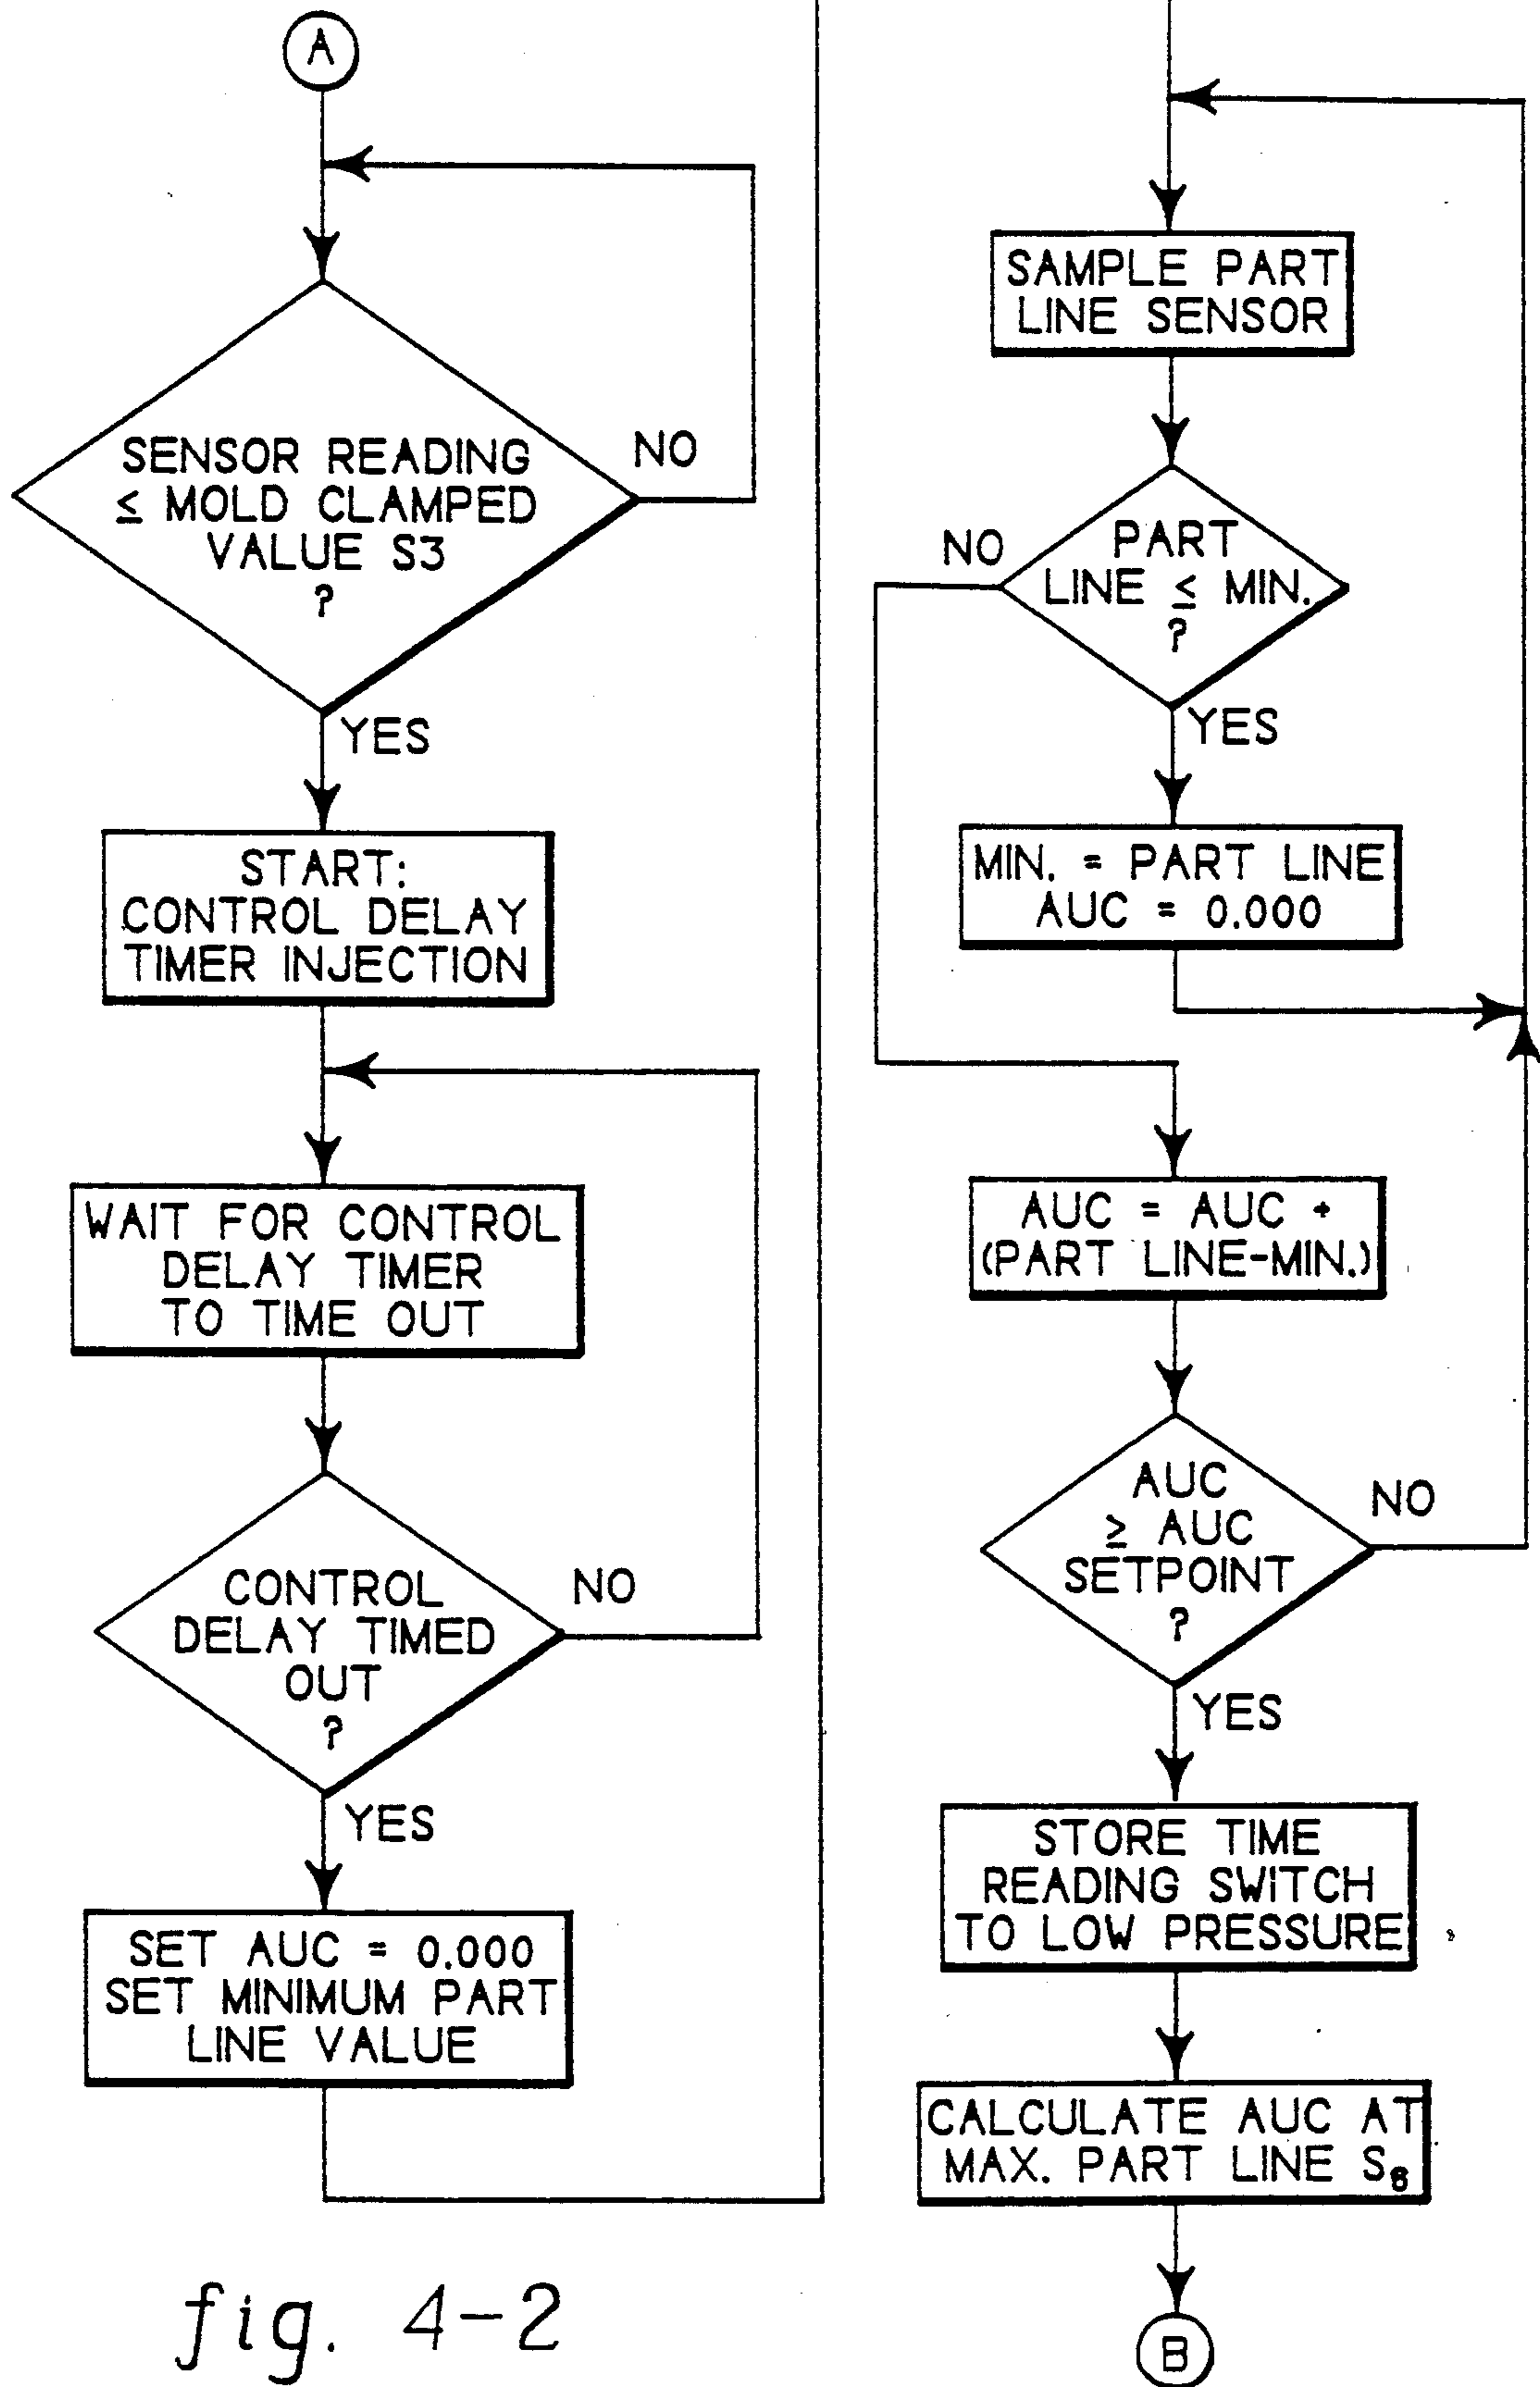 A
SENSOR READING
≤ MOLD CLAMPED
VALUE S3
?
NO
YES
START:
CONTROL DELAY
TIMER INJECTION
WAIT FOR CONTROL
DELAY TIMER
TO TIME OUT
CONTROL
DELAY TIMED
OUT
?
NO
YES
SET AUC = 0.000
SET MINIMUM PART
LINE VALUE
SAMPLE PART
LINE SENSOR
PART
LINE ≤ MIN.
?
NO
YES
MIN. = PART LINE
AUC = 0.000
AUC = AUC +
(PART LINE-MIN.)
AUC
≥ AUC
SETPOINT
?
NO
YES
STORE TIME
READING SWITCH
TO LOW PRESSURE
CALCULATE AUC AT
MAX. PART LINE S₆
B
fig. 4-2